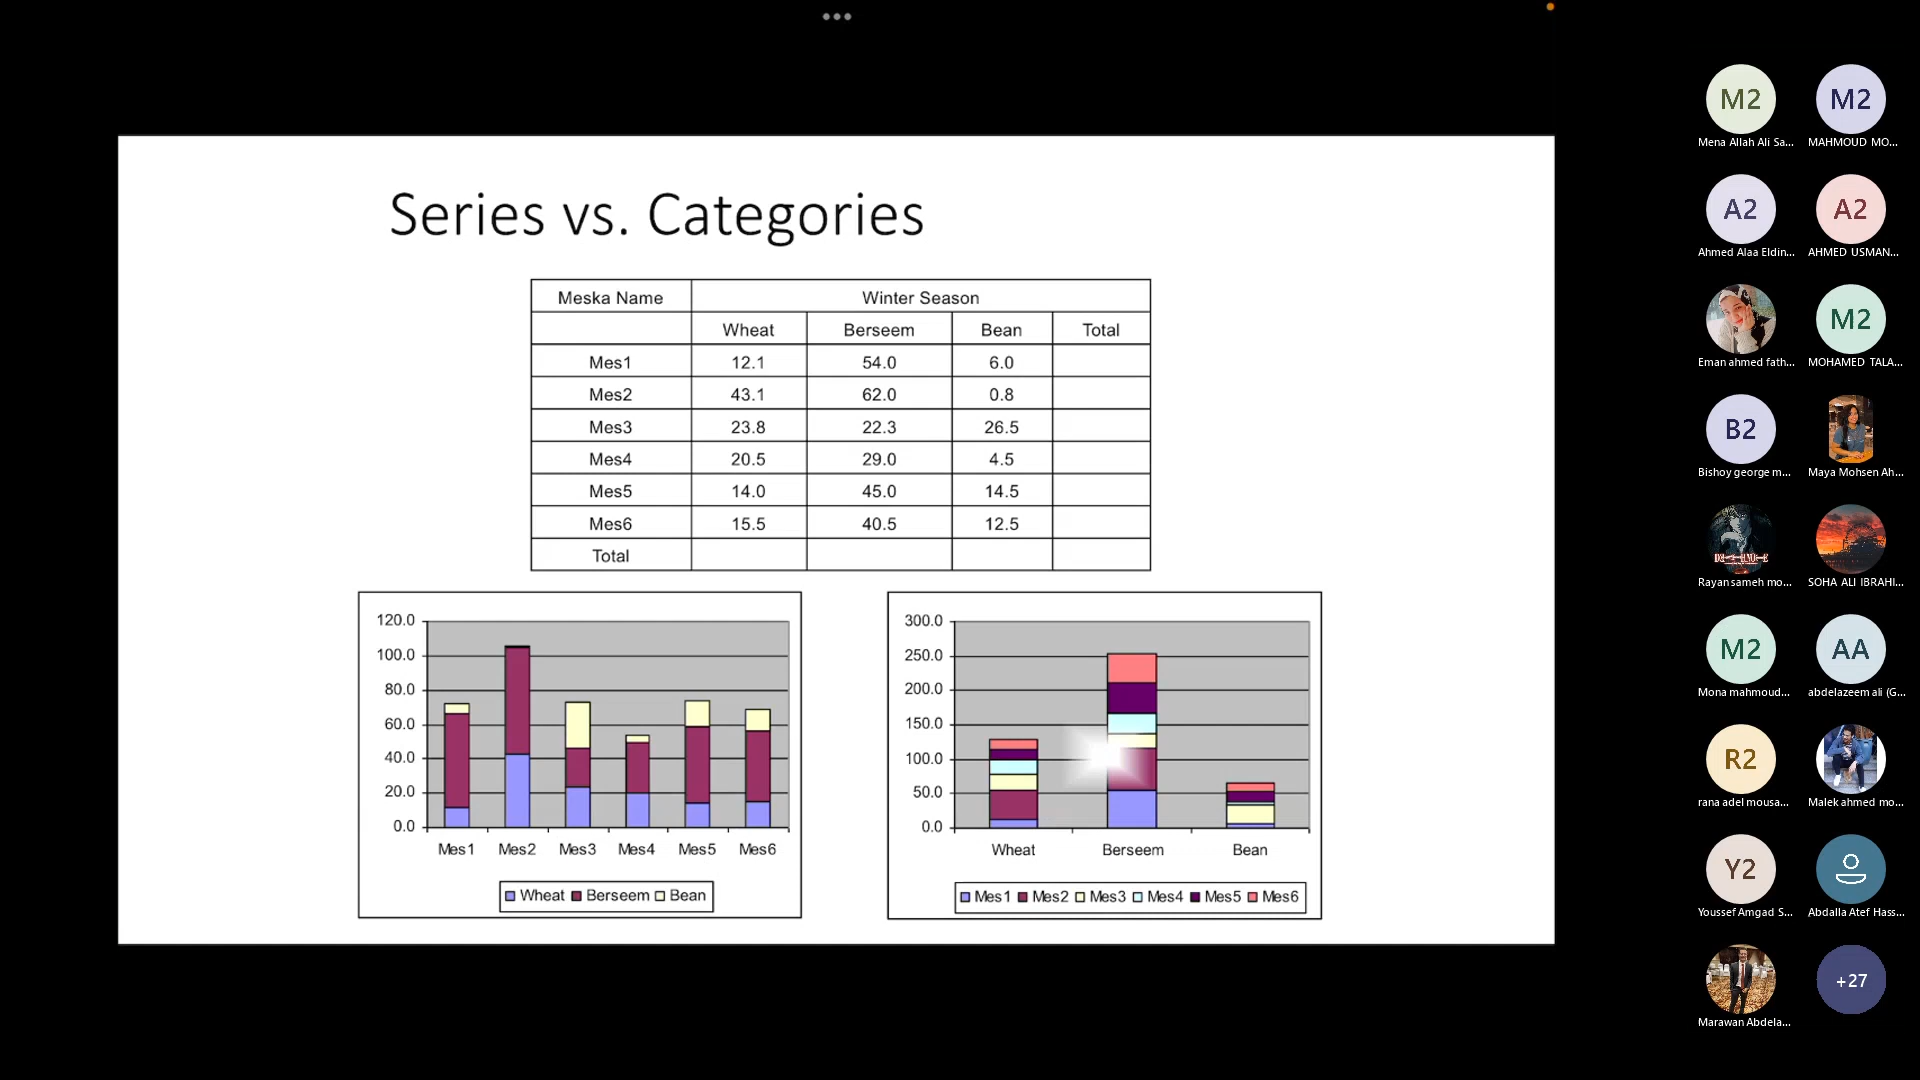 Series vs. Categories
Meska Name Winter Season
Wheat Berseem Bean Total
Mes1 12.1 54.0 6.0
Mes2 43.1 62.0 0.8
Mes3 23.8 22.3 26.5
Mes4 20.5 29.0 4.5
Mes5 14.0 45.0 14.5
Mes6 15.5 40.5 12.5
Total
120.0
100.0
80.0
60.0
40.0
20.0
0.0
Mes1 Mes2 Mes3 Mes4 Mes5 Mes6
Wheat Berseem Bean
300.0
250.0
200.0
150.0
100.0
50.0
0.0
Wheat Berseem Bean
Mes1 Mes2 Mes3 Mes4 Mes5 Mes6
M2 M2
Mena Allah Ali Sa... MAHMOUD MO...
A2 A2
Ahmed Alaa Eldin... AHMED USMAN...
M2
Eman ahmed fath... MOHAMED TALA...
B2
Bishoy george m... Maya Mohsen Ah...
Rayan sameh mo... SOHA ALI IBRAHI...
M2 AA
Mona mahmoud... abdelazeem ali (G...
R2
rana adel mousa... Malek ahmed mo...
Y2
Youssef Amgad S... Abdalla Atef Hass...
+27
Marawan Abdela...